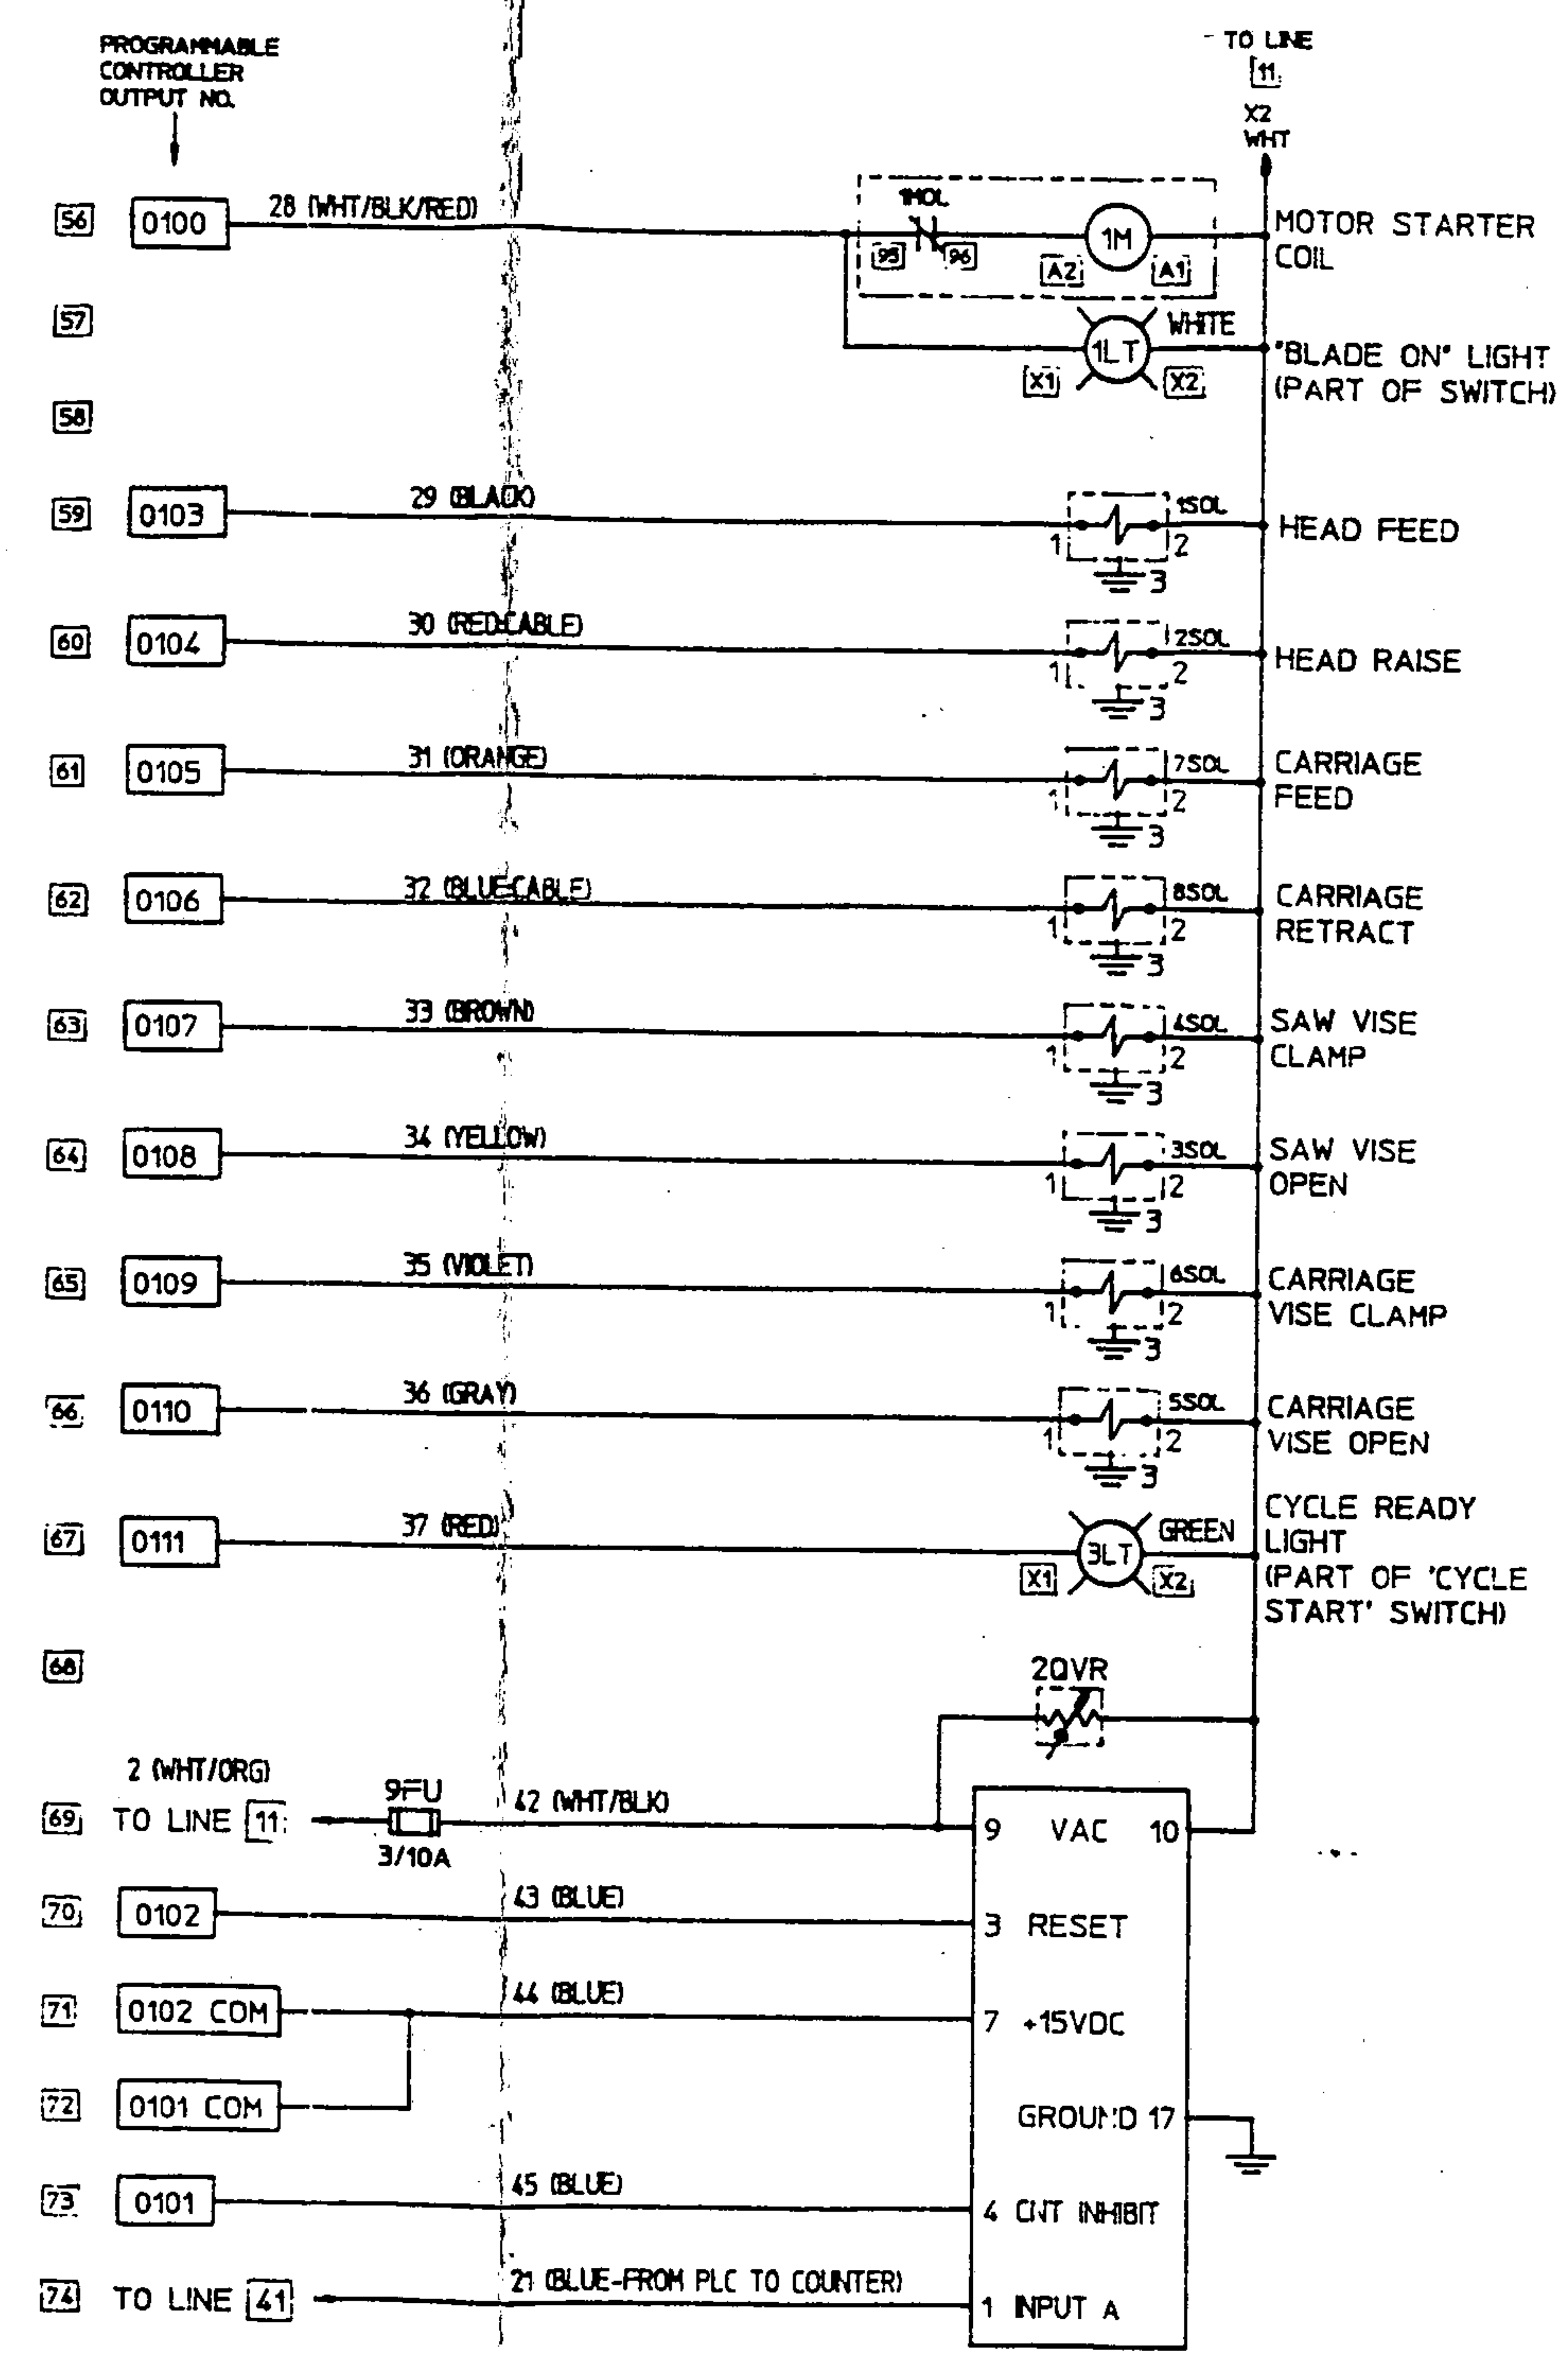 PROGRAMMABLE
CONTROLLER
OUTPUT NO.
- TO LINE
11
X2
WHT
56 0100 28 (WHT/BLK/RED) 1MOL 95 96 1M A2 A1 MOTOR STARTER
COIL
57 1LT WHITE X1 X2 "BLADE ON" LIGHT
(PART OF SWITCH)
58
59 0103 29 (BLACK) 1SOL 1 2 3 HEAD FEED
60 0104 30 (RED-CABLE) 2SOL 1 2 3 HEAD RAISE
61 0105 31 (ORANGE) 7SOL 1 2 3 CARRIAGE
FEED
62 0106 32 (BLUE-CABLE) 8SOL 1 2 3 CARRIAGE
RETRACT
63 0107 33 (BROWN) 4SOL 1 2 3 SAW VISE
CLAMP
64 0108 34 (YELLOW) 3SOL 1 2 3 SAW VISE
OPEN
65 0109 35 (VIOLET) 6SOL 1 2 3 CARRIAGE
VISE CLAMP
66 0110 36 (GRAY) 5SOL 1 2 3 CARRIAGE
VISE OPEN
67 0111 37 (RED) 3LT GREEN X1 X2 CYCLE READY
LIGHT
(PART OF 'CYCLE
START' SWITCH)
68
2QVR
2 (WHT/ORG)
69 TO LINE 11 9FU 3/10A 42 (WHT/BLK) 9 VAC 10
70 0102 43 (BLUE) 3 RESET
71 0102 COM 44 (BLUE) 7 +15VDC
72 0101 COM GROUND 17
73 0101 45 (BLUE) 4 CNT INHIBIT
74 TO LINE 41 21 (BLUE-FROM PLC TO COUNTER) 1 INPUT A